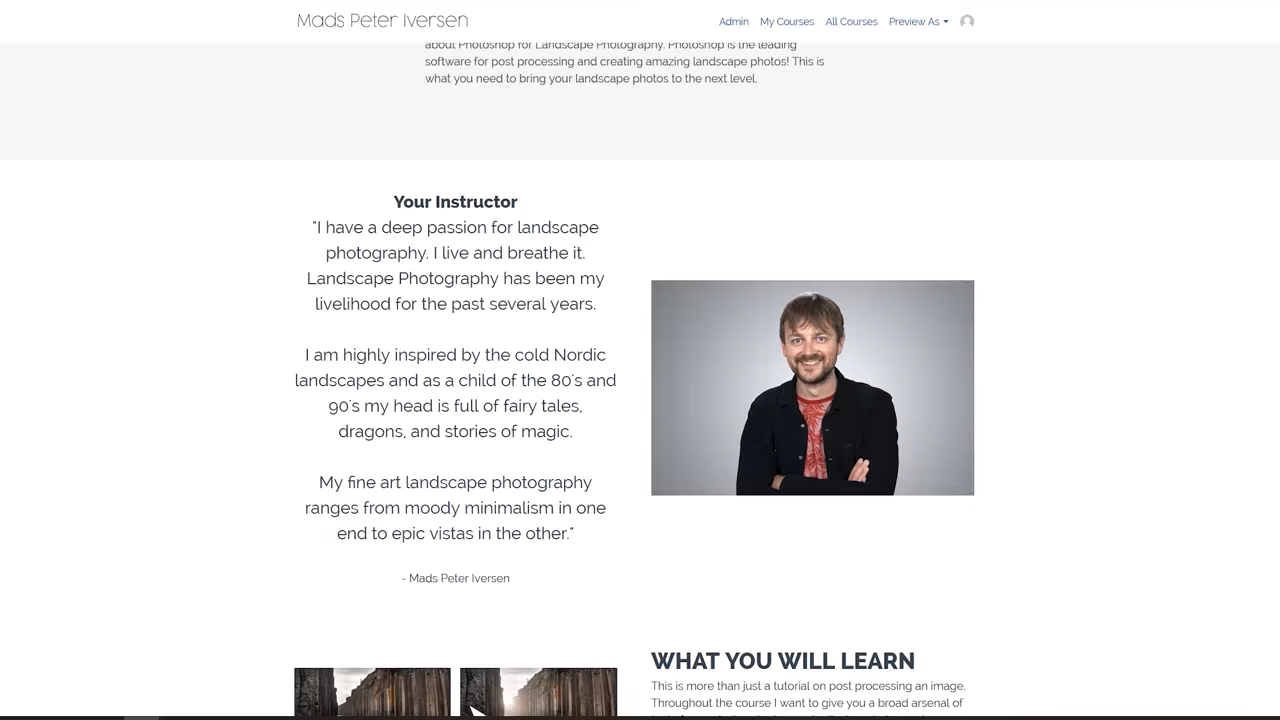 Mads Peter Iversen
Admin My Courses All Courses Preview As
about Photoshop for Landscape Photography. Photoshop is the leading
software for post processing and creating amazing landscape photos! This is
what you need to bring your landscape photos to the next level.
Your Instructor
"I have a deep passion for landscape
photography. I live and breathe it.
Landscape Photography has been my
livelihood for the past several years.
I am highly inspired by the cold Nordic
landscapes and as a child of the 80's and
90's my head is full of fairy tales,
dragons, and stories of magic.
My fine art landscape photography
ranges from moody minimalism in one
end to epic vistas in the other."
- Mads Peter Iversen
WHAT YOU WILL LEARN
This is more than just a tutorial on post processing an image.
Throughout the course I want to give you a broad arsenal of